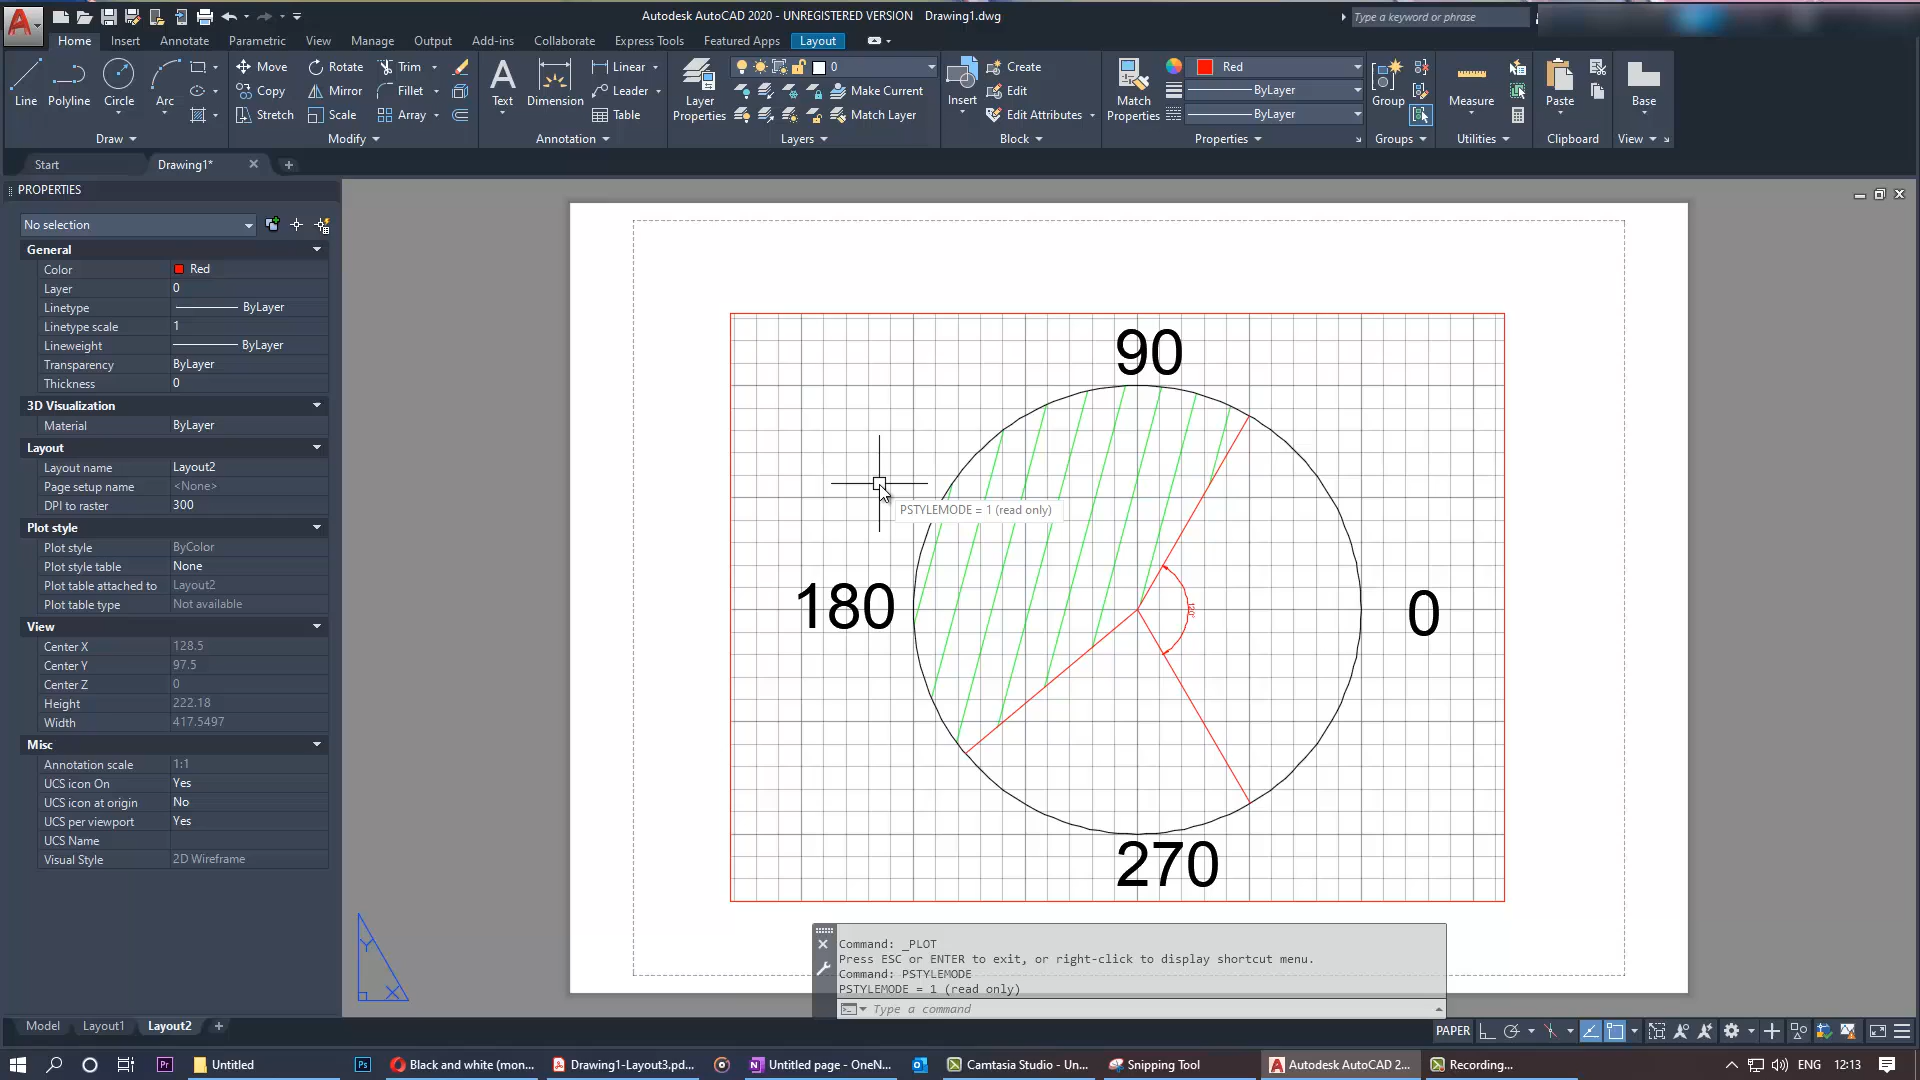 Autodesk AutoCAD 2020 - UNREGISTERED VERSION Drawing1.dwg
Type a keyword or phrase
Home Insert Annotate Parametric View Manage Output Add-ins Collaborate Express Tools Featured Apps Layout
Line Polyline Circle Arc
Move Rotate Trim
Copy Mirror Fillet
Stretch Scale Array
Text Dimension
Linear
Leader
Table
Layer Properties
0
Make Current
Match Layer
Insert
Create
Edit
Edit Attributes
Match Properties
Red
ByLayer
ByLayer
Group
Measure
Paste
Base
Draw Modify Annotation Layers Block Properties Groups Utilities Clipboard View
Start Drawing1*
PROPERTIES
No selection
General
Color Red
Layer 0
Linetype ByLayer
Linetype scale 1
Lineweight ByLayer
Transparency ByLayer
Thickness 0
3D Visualization
Material ByLayer
Layout
Layout name Layout2
Page setup name <None>
DPI to raster 300
Plot style
Plot style ByColor
Plot style table None
Plot table attached to Layout2
Plot table type Not available
View
Center X 128.5
Center Y 97.5
Center Z 0
Height 222.18
Width 417.5497
Misc
Annotation scale 1:1
UCS icon On Yes
UCS icon at origin No
UCS per viewport Yes
UCS Name
Visual Style 2D Wireframe
90
PSTYLEMODE = 1 (read only)
180
120°
0
270
Y
X
Command: _PLOT
Press ESC or ENTER to exit, or right-click to display shortcut menu.
Command: PSTYLEMODE
PSTYLEMODE = 1 (read only)
Type a command
Model Layout1 Layout2
PAPER
Pr
Untitled
Ps
Black and white (mon...
Drawing1-Layout3.pd...
Untitled page - OneN...
Camtasia Studio - Un...
Snipping Tool
Autodesk AutoCAD 2...
Recording...
ENG
12:13